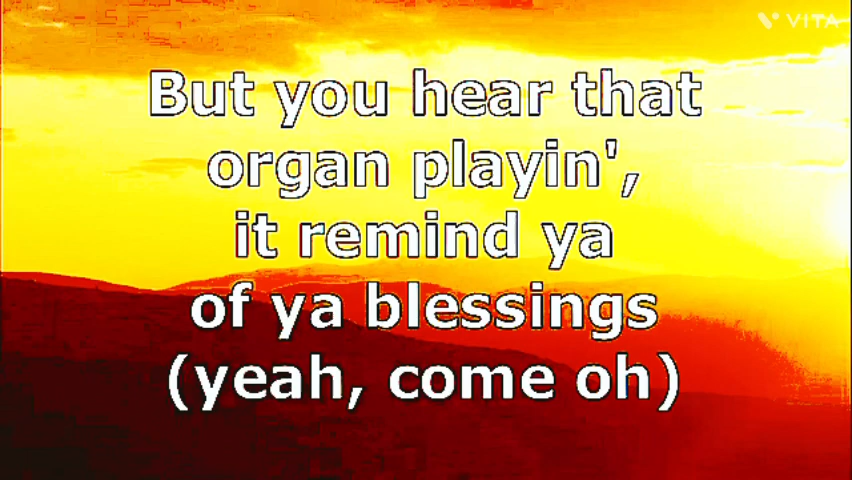 VITA
But you hear that
organ playin',
it remind ya
of ya blessings
(yeah, come oh)